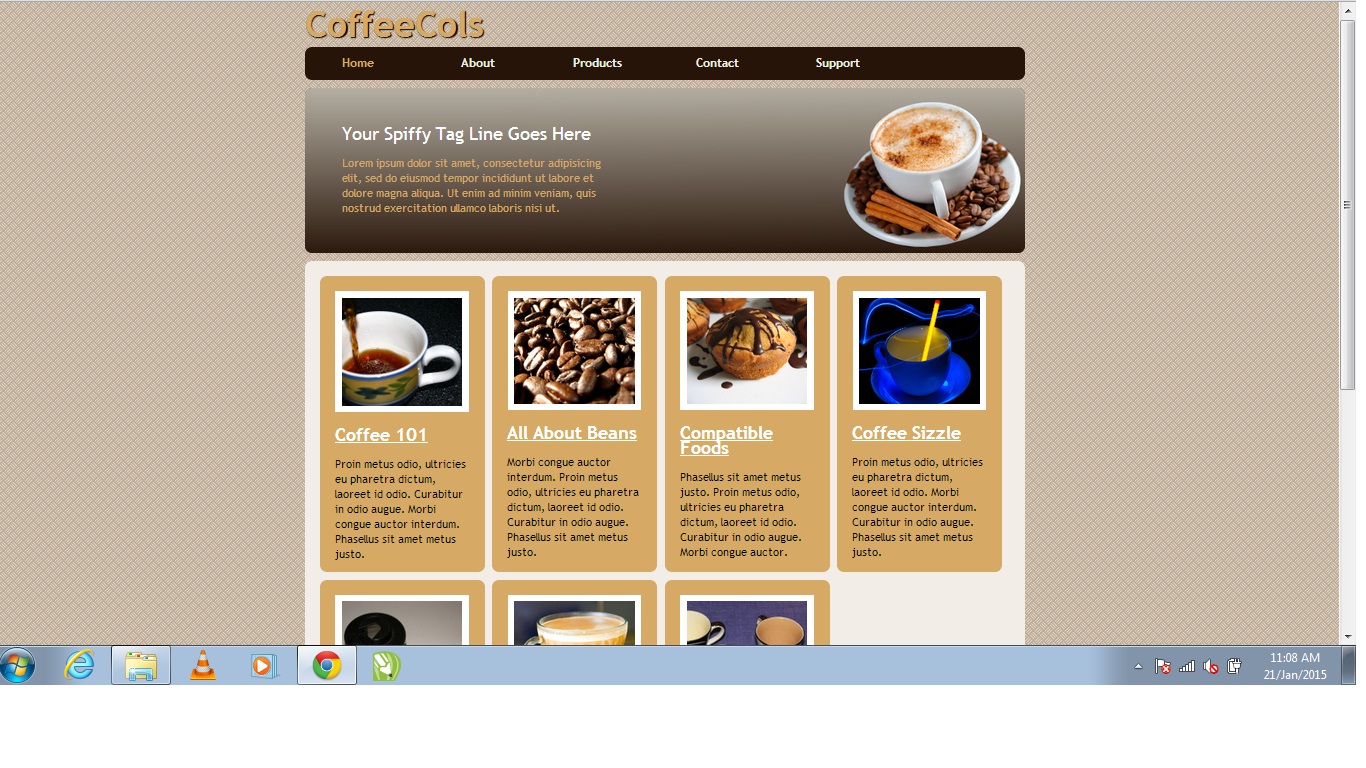 CoffeeCols
Home About Products Contact Support
Your Spiffy Tag Line Goes Here
Lorem ipsum dolor sit amet, consectetur adipisicing
elit, sed do eiusmod tempor incididunt ut labore et
dolore magna aliqua. Ut enim ad minim veniam, quis
nostrud exercitation ullamco laboris nisi ut.
Coffee 101
Proin metus odio, ultricies
eu pharetra dictum,
laoreet id odio. Curabitur
in odio augue. Morbi
congue auctor interdum.
Phasellus sit amet metus
justo.
All About Beans
Morbi congue auctor
interdum. Proin metus
odio, ultricies eu pharetra
dictum, laoreet id odio.
Curabitur in odio augue.
Phasellus sit amet metus
justo.
Compatible
Foods
Phasellus sit amet metus
justo. Proin metus odio,
ultricies eu pharetra
dictum, laoreet id odio.
Curabitur in odio augue.
Morbi congue auctor.
Coffee Sizzle
Proin metus odio, ultricies
eu pharetra dictum,
laoreet id odio. Morbi
congue auctor interdum.
Curabitur in odio augue.
Phasellus sit amet metus
justo.
11:08 AM
21/Jan/2015